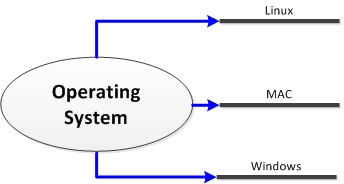 Linux
Operating
System
MAC
Windows